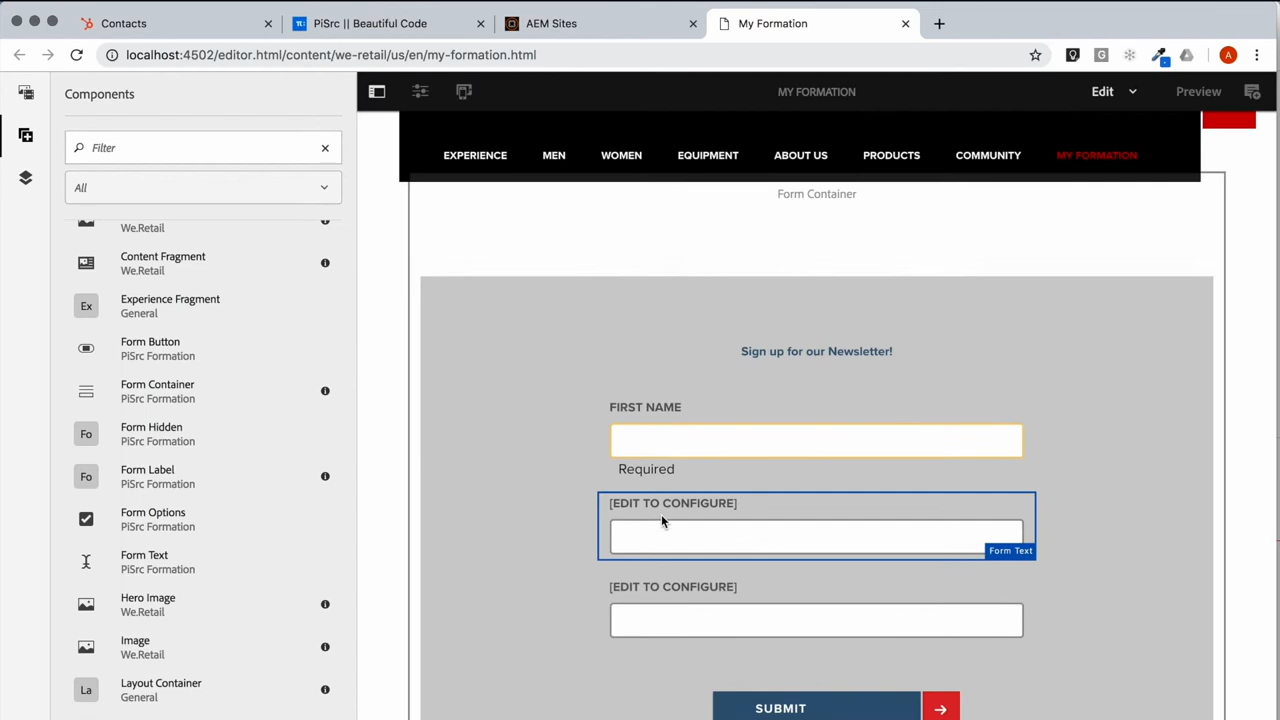 Contacts
PiSrc || Beautiful Code
AEM Sites
My Formation
localhost:4502/editor.html/content/we-retail/us/en/my-formation.html
G
A
Components
MY FORMATION
Edit
Preview
Filter
All
EXPERIENCE
MEN
WOMEN
EQUIPMENT
ABOUT US
PRODUCTS
COMMUNITY
MY FORMATION
Form Container
We.Retail
Content Fragment
We.Retail
Ex
Experience Fragment
General
Form Button
PiSrc Formation
Form Container
PiSrc Formation
Fo
Form Hidden
PiSrc Formation
Fo
Form Label
PiSrc Formation
Form Options
PiSrc Formation
Form Text
PiSrc Formation
Hero Image
We.Retail
Image
We.Retail
La
Layout Container
General
Sign up for our Newsletter!
FIRST NAME
Required
[EDIT TO CONFIGURE]
Form Text
[EDIT TO CONFIGURE]
SUBMIT